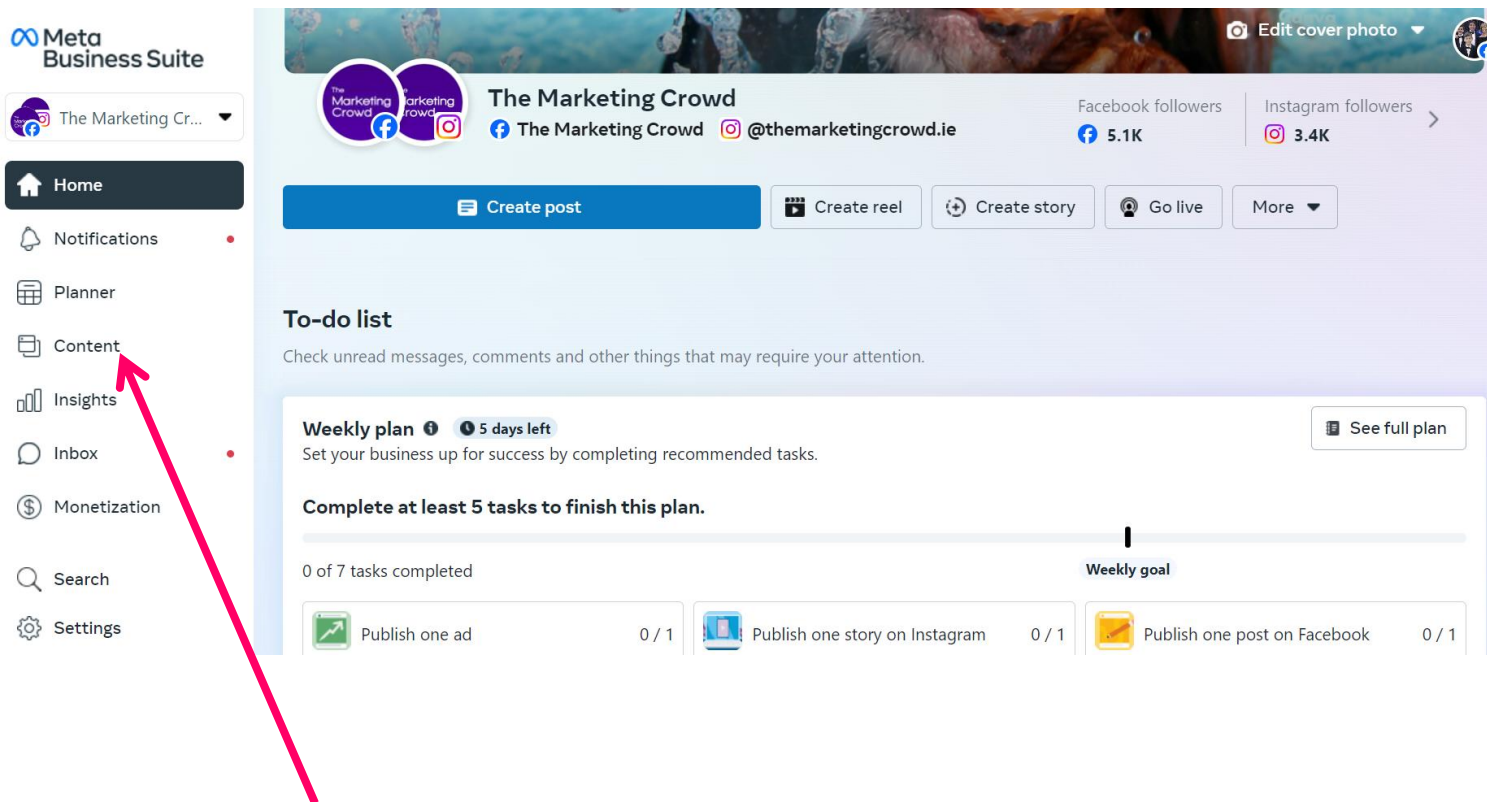 Meta
Business Suite
The Marketing Cr...
Home
Notifications
Planner
Content
Insights
Inbox
Monetization
Search
Settings
Edit cover photo
The
Marketing
Crowd
The Marketing Crowd
The Marketing Crowd @themarketingcrowd.ie
Facebook followers
5.1K
Instagram followers
3.4K
Create post
Create reel
Create story
Go live
More
To-do list
Check unread messages, comments and other things that may require your attention.
Weekly plan 5 days left
See full plan
Set your business up for success by completing recommended tasks.
Complete at least 5 tasks to finish this plan.
0 of 7 tasks completed
Weekly goal
Publish one ad 0 / 1
Publish one story on Instagram 0 / 1
Publish one post on Facebook 0 / 1